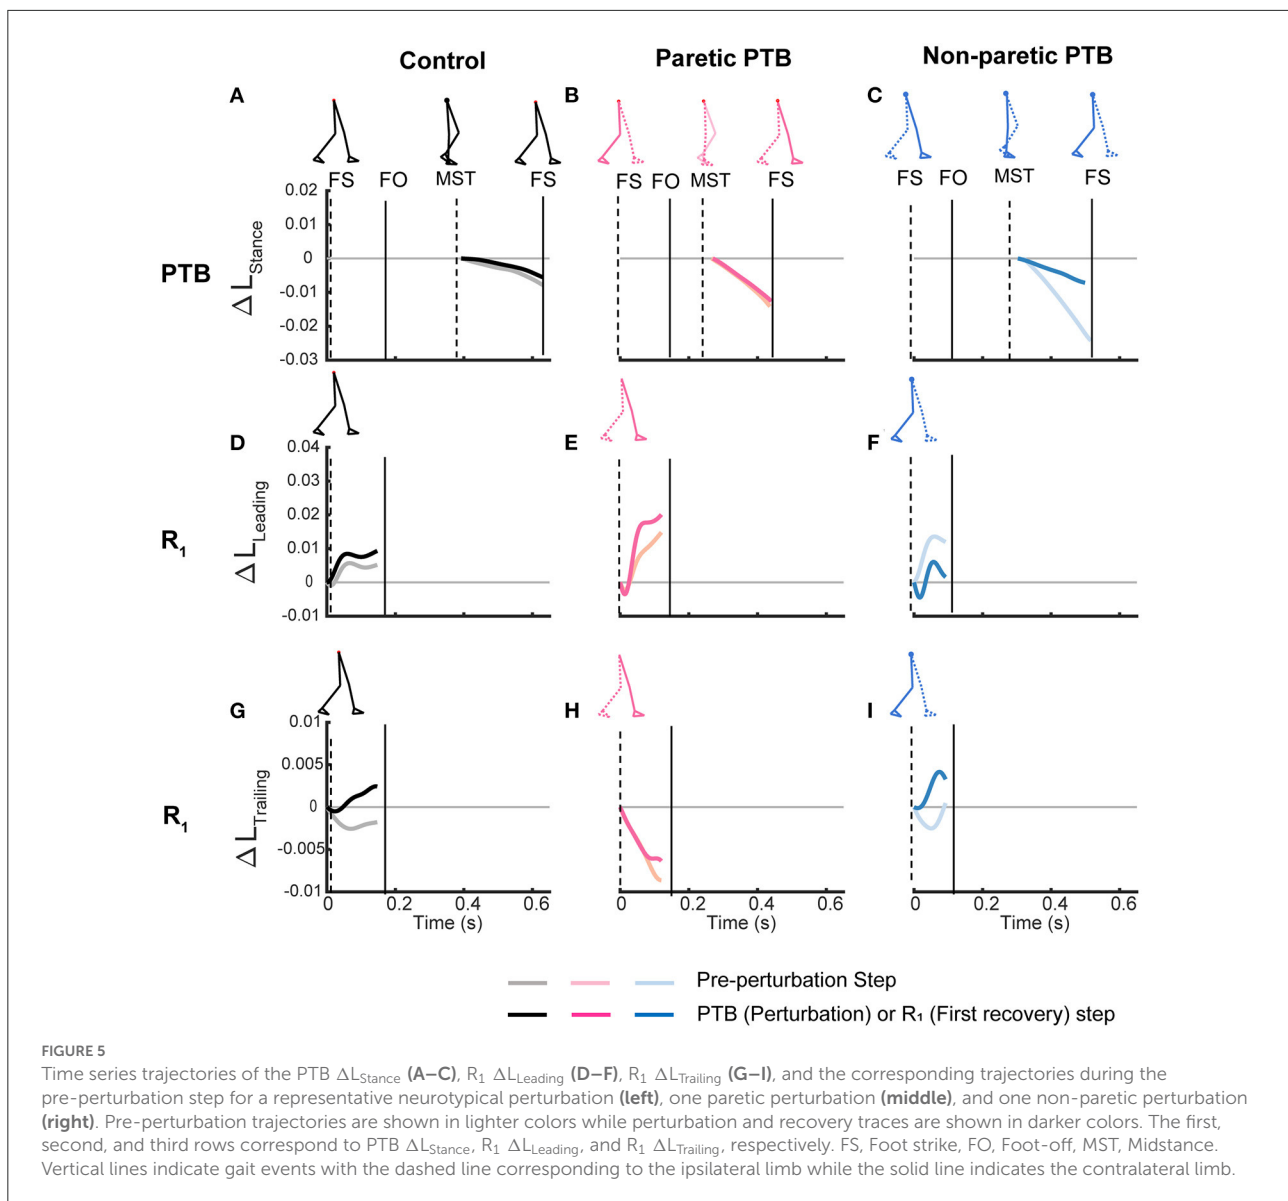 Control
Paretic PTB
Non-paretic PTB
A
B
C
FS
FO
MST
FS
FS
FO
MST
FS
FS
FO
MST
FS
PTB
Δ LStance
0.02
0.01
0
-0.01
-0.02
-0.03
D
E
F
R₁
Δ LLeading
0.04
0.03
0.02
0.01
0
-0.01
G
H
I
R₁
Δ LTrailing
0.01
0.005
0
-0.005
-0.01
0
0.2
0.4
0.6
0
0.2
0.4
0.6
0
0.2
0.4
0.6
Time (s)
Time (s)
Time (s)
Pre-perturbation Step
PTB (Perturbation) or R₁ (First recovery) step
FIGURE 5
Time series trajectories of the PTB ΔLStance (A–C), R1 ΔLLeading (D–F), R1 ΔLTrailing (G–I), and the corresponding trajectories during the
pre-perturbation step for a representative neurotypical perturbation (left), one paretic perturbation (middle), and one non-paretic perturbation
(right). Pre-perturbation trajectories are shown in lighter colors while perturbation and recovery traces are shown in darker colors. The first,
second, and third rows correspond to PTB ΔLStance, R1 ΔLLeading, and R1 ΔLTrailing, respectively. FS, Foot strike, FO, Foot-off, MST, Midstance.
Vertical lines indicate gait events with the dashed line corresponding to the ipsilateral limb while the solid line indicates the contralateral limb.